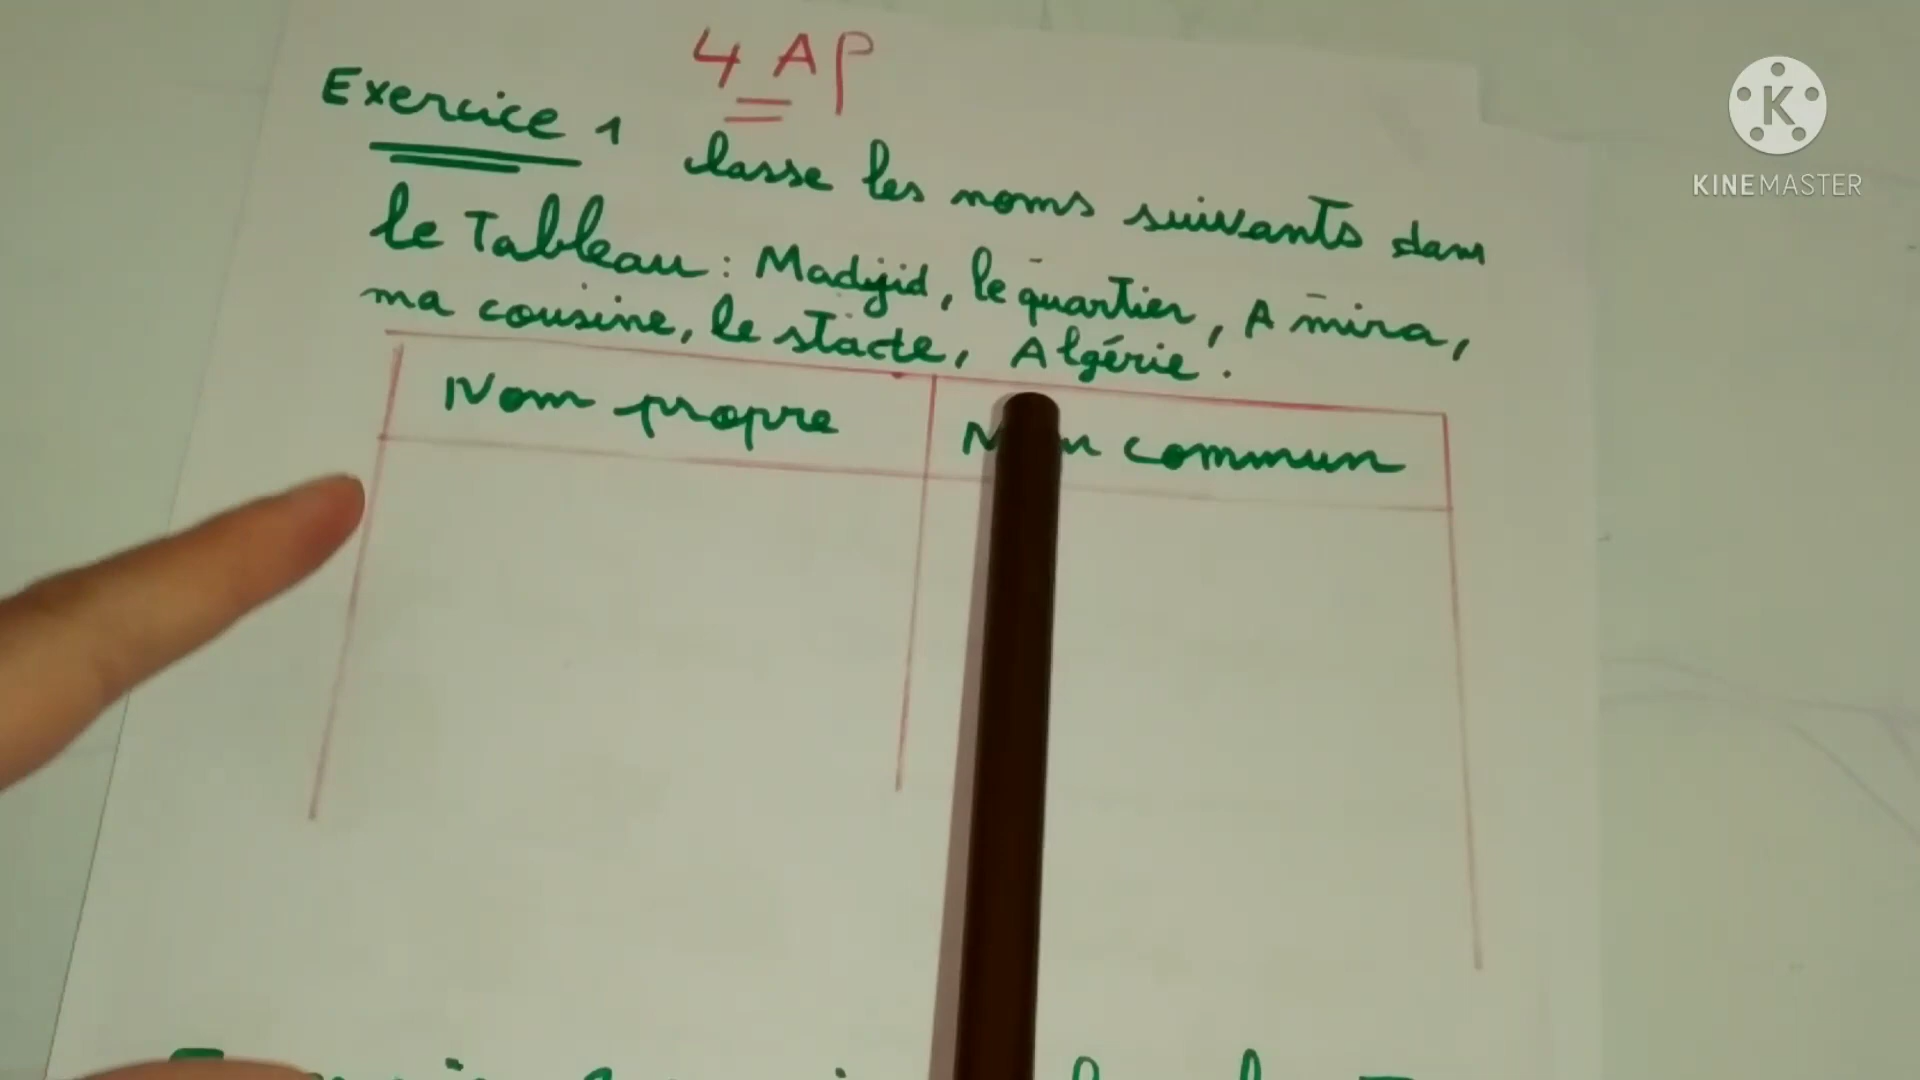 4 AP
Exercice 1 classe les noms suivants dans
le Tableau : Madjid, le quartier, Amira,
ma cousine, le stade, Algérie.
Nom propre
commun
K
KINEMASTER